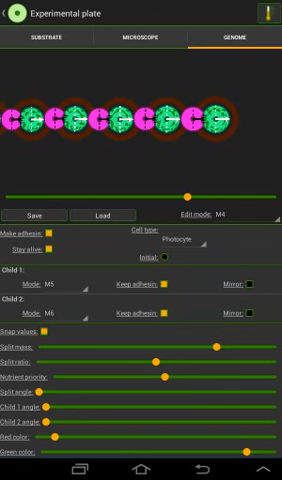 Experimental plate
SUBSTRATE MICROSCOPE GENOME
Save Load Edit mode: M4
Make adhesin: Cell type:
Photocyte
Stay alive:
Initial:
Child 1:
Mode: M5 Keep adhesin: Mirror:
Child 2:
Mode: M6 Keep adhesin: Mirror:
Snap values:
Split mass:
Split ratio:
Nutrient priority:
Split angle:
Child 1 angle:
Child 2 angle:
Red color:
Green color: